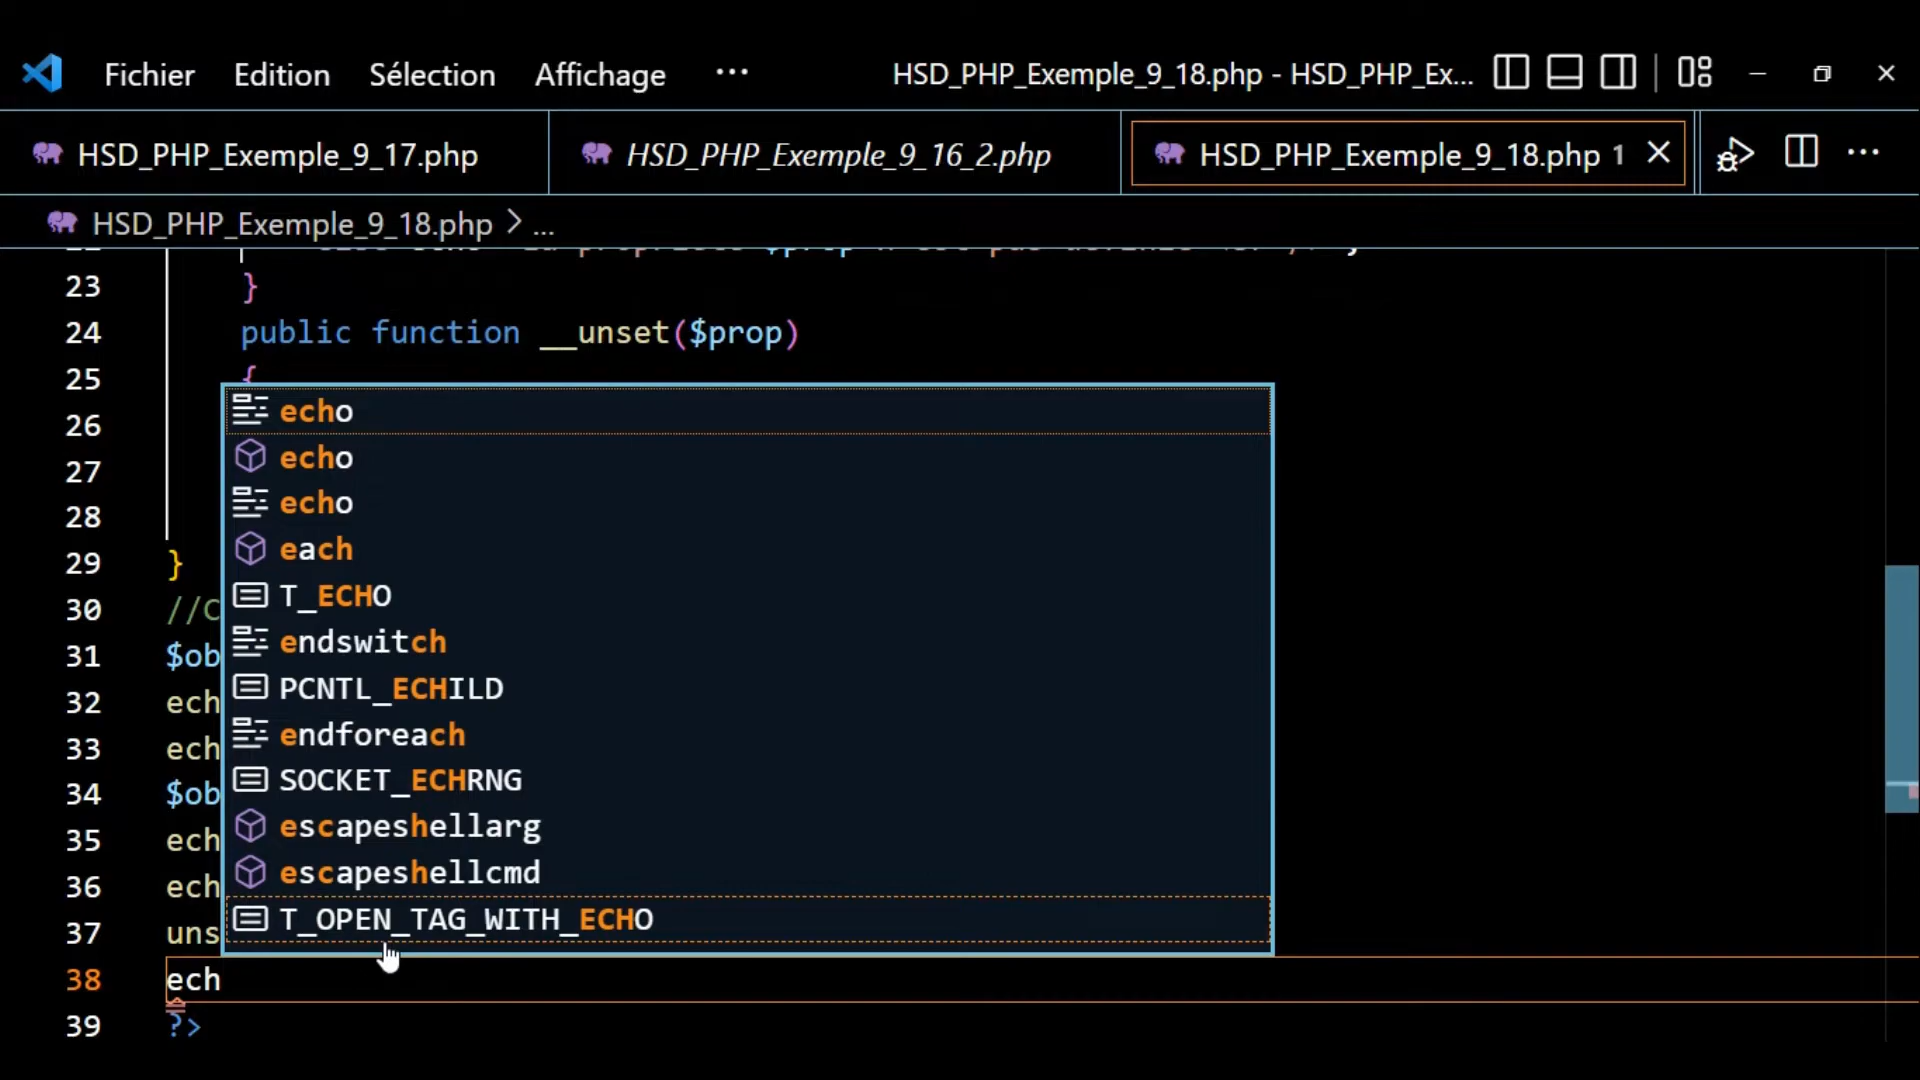 Fichier Edition Sélection Affichage ··· HSD_PHP_Exemple_9_18.php - HSD_PHP_Ex...
HSD_PHP_Exemple_9_17.php HSD_PHP_Exemple_9_16_2.php HSD_PHP_Exemple_9_18.php 1
HSD_PHP_Exemple_9_18.php > ...
23 }
24 public function __unset($prop)
25 {
26
27
28
29 }
30 //C
31 $ob
32 ech
33 ech
34 $ob
35 ech
36 ech
37 uns
echo
echo
echo
each
T_ECHO
endswitch
PCNTL_ECHILD
endforeach
SOCKET_ECHRNG
escapeshellarg
escapeshellcmd
T_OPEN_TAG_WITH_ECHO
38 ech
39 ?>